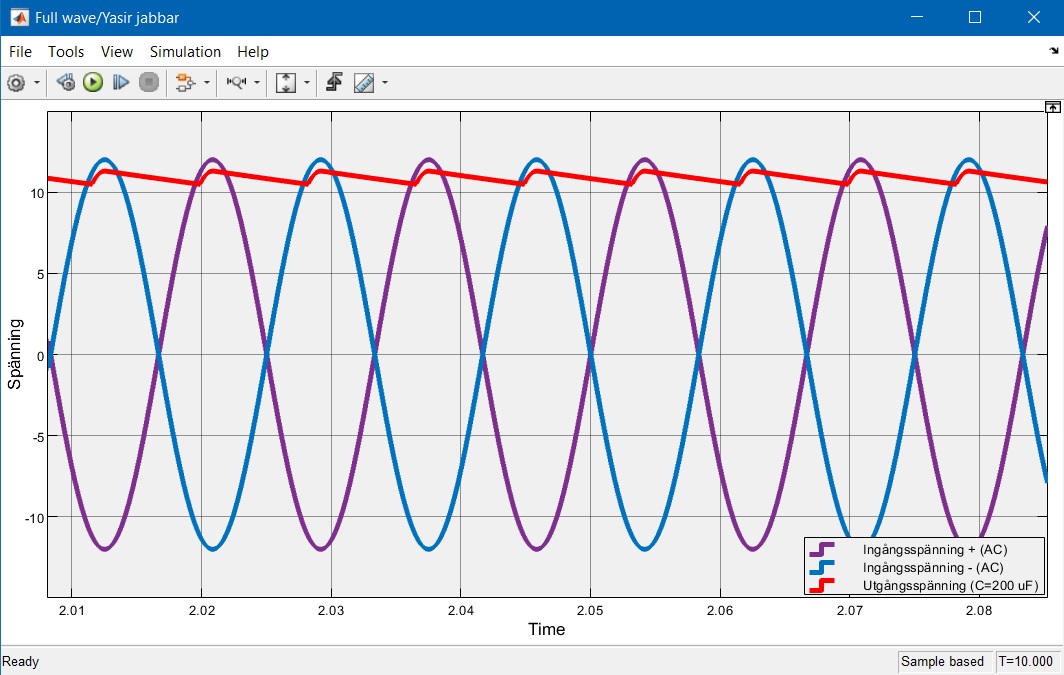 Full wave/Yasir jabbar
File Tools View Simulation Help
10
5
0
-5
-10
Spänning
2.01 2.02 2.03 2.04 2.05 2.06 2.07 2.08
Time
Ingångsspänning + (AC)
Ingångsspänning - (AC)
Utgångsspänning (C=200 uF)
Ready
Sample based
T=10.000